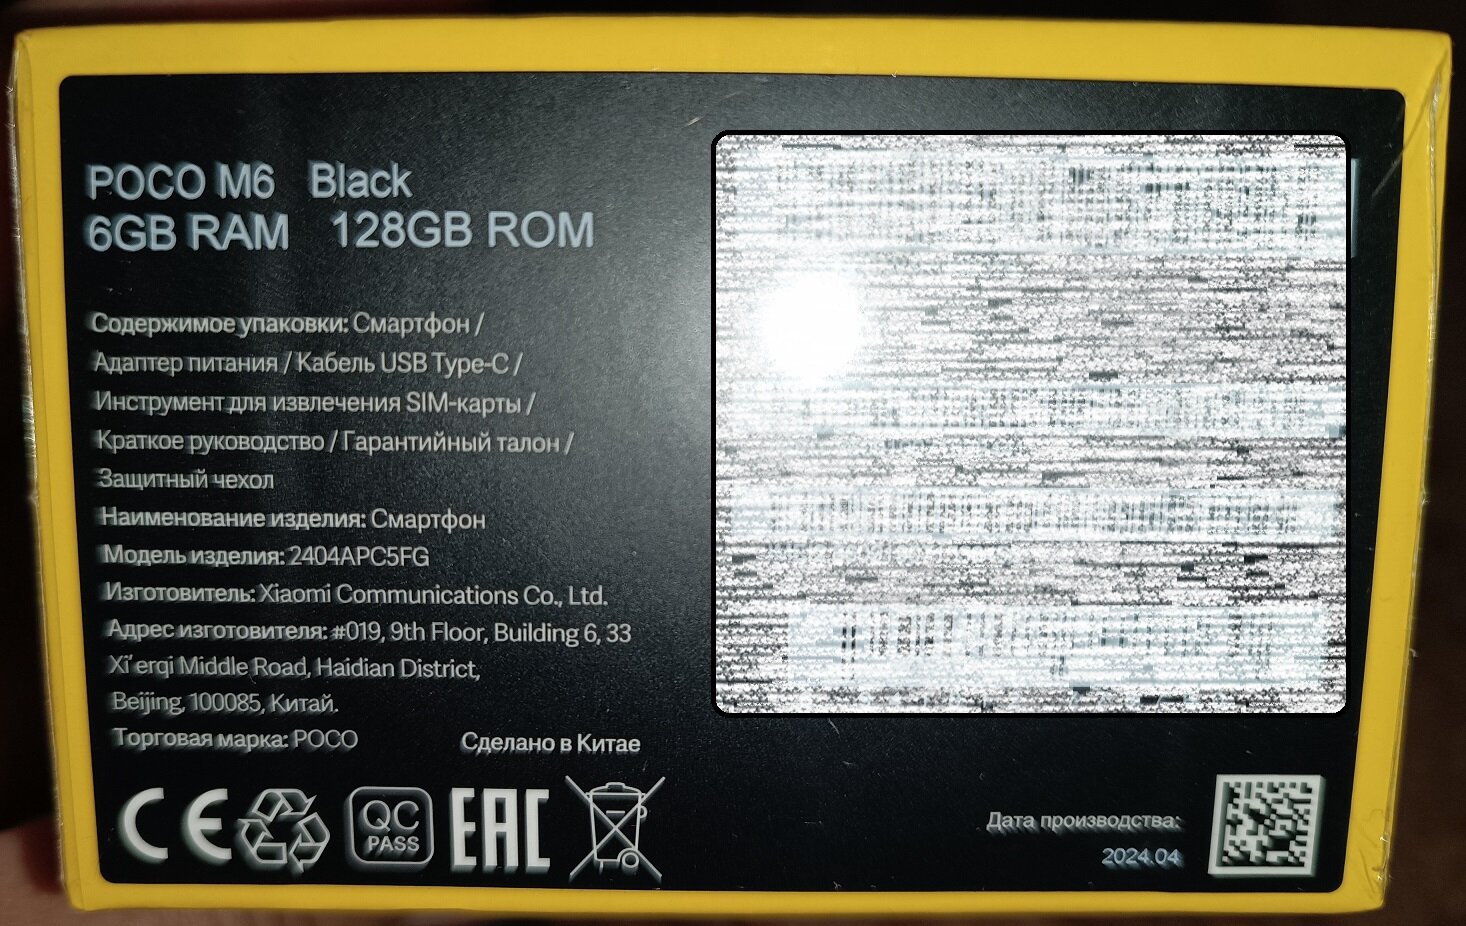 POCO M6 Black
6GB RAM 128GB ROM
Содержимое упаковки: Смартфон /
Адаптер питания / Кабель USB Type-C /
Инструмент для извлечения SIM-карты /
Краткое руководство / Гарантийный талон /
Защитный чехол
Наименование изделия: Смартфон
Модель изделия: 2404APC5FG
Изготовитель: Xiaomi Communications Co., Ltd.
Адрес изготовителя: #019, 9th Floor, Building 6, 33
Xi'erqi Middle Road, Haidian District,
Beijing, 100085, Китай.
Торговая марка: POCO Сделано в Китае
CE QC PASS EAC
Дата производства:
2024.04